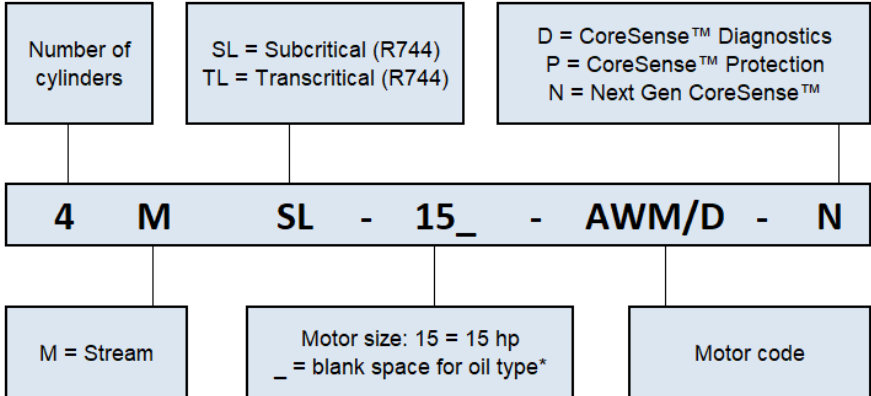 Number of
cylinders
SL = Subcritical (R744)
TL = Transcritical (R744)
D = CoreSense™ Diagnostics
P = CoreSense™ Protection
N = Next Gen CoreSense™
4 M SL - 15_ - AWM/D - N
M = Stream
Motor size: 15 = 15 hp
_ = blank space for oil type*
Motor code